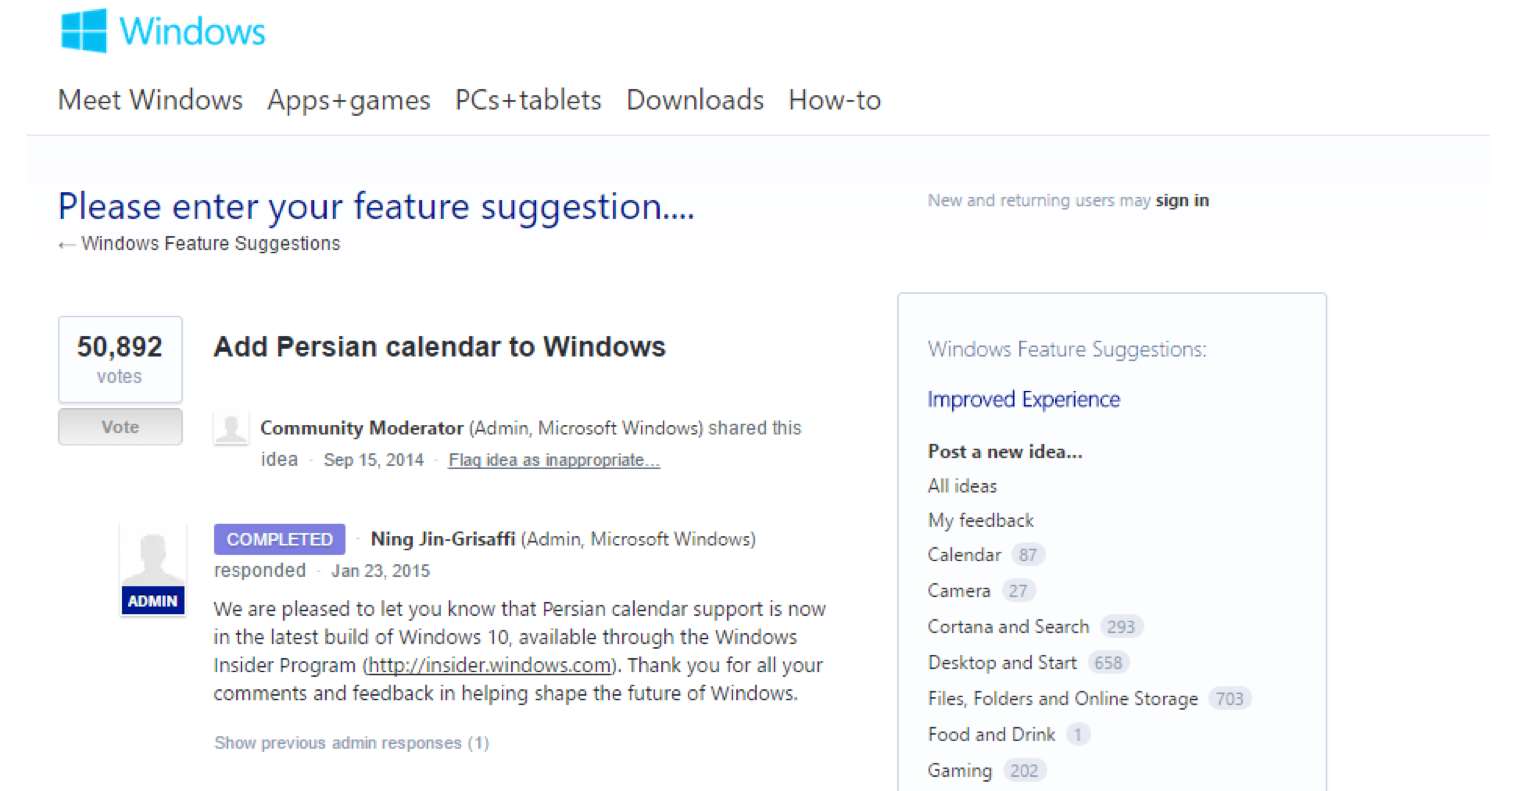 Windows
Meet Windows Apps+games PCs+tablets Downloads How-to
Please enter your feature suggestion....
← Windows Feature Suggestions
New and returning users may sign in
50,892
votes
Vote
Add Persian calendar to Windows
Community Moderator (Admin, Microsoft Windows) shared this
idea · Sep 15, 2014 · Flag idea as inappropriate...
ADMIN
COMPLETED · Ning Jin-Grisaffi (Admin, Microsoft Windows)
responded · Jan 23, 2015
We are pleased to let you know that Persian calendar support is now
in the latest build of Windows 10, available through the Windows
Insider Program (http://insider.windows.com). Thank you for all your
comments and feedback in helping shape the future of Windows.
Show previous admin responses (1)
Windows Feature Suggestions:
Improved Experience
Post a new idea...
All ideas
My feedback
Calendar 87
Camera 27
Cortana and Search 293
Desktop and Start 658
Files, Folders and Online Storage 703
Food and Drink 1
Gaming 202